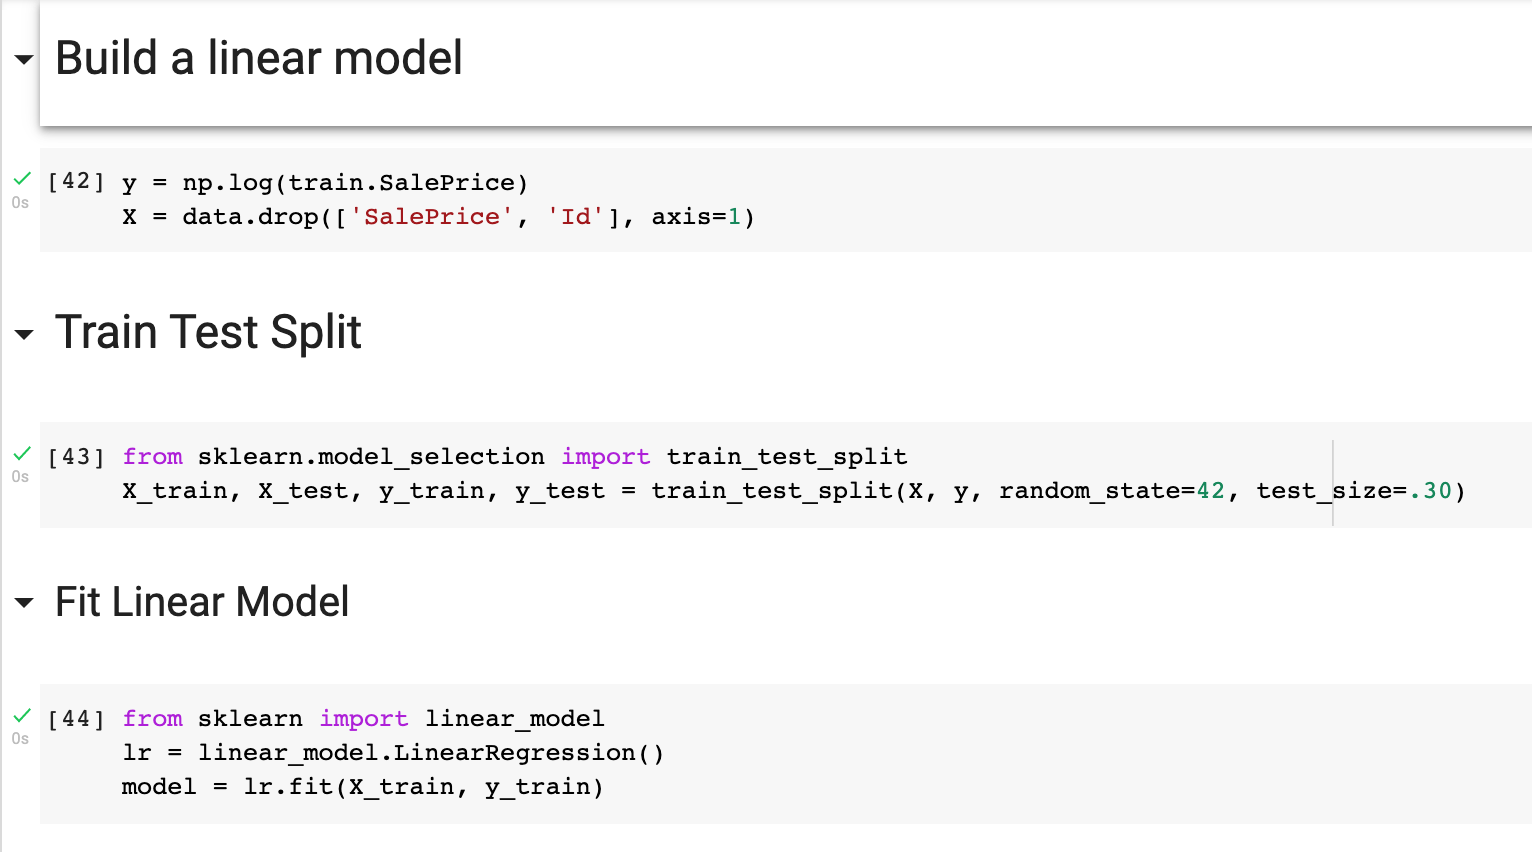 Build a linear model
0s
[42] y = np.log(train.SalePrice)
X = data.drop(['SalePrice', 'Id'], axis=1)
Train Test Split
0s
[43] from sklearn.model_selection import train_test_split
X_train, X_test, y_train, y_test = train_test_split(X, y, random_state=42, test_size=.30)
Fit Linear Model
0s
[44] from sklearn import linear_model
lr = linear_model.LinearRegression()
model = lr.fit(X_train, y_train)